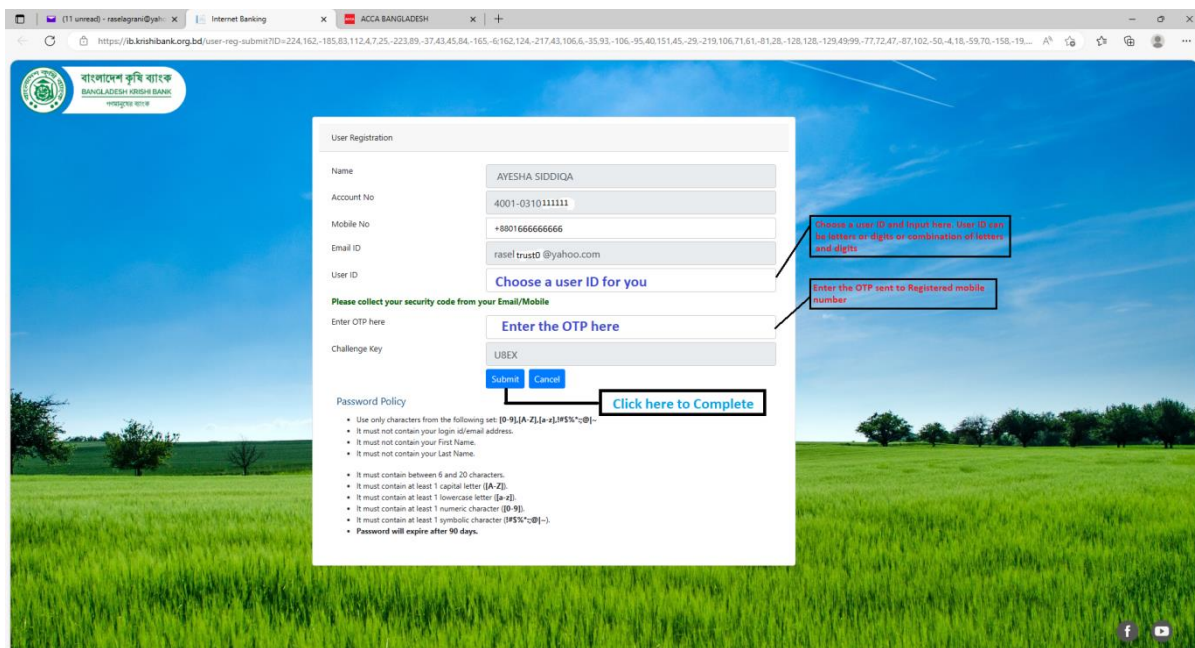 (11 unread) - raselagrani@yaho
Internet Banking
ACCA BANGLADESH
https://ib.krishibank.org.bd/user-reg-submit?ID=224,162,-185,83,112,4,7,25,-223,89,-37,43,45,84,-165,-6;162,124,-217,43,106,6,-35,93,-106,-95,40,151,45,-29,-219,106,71,61,-81,28,-128,128,-129,49;99,-77,72,47,-87,102,-50,-4,18,-59,70,-158,-19,...
বাংলাদেশ কৃষি ব্যাংক
BANGLADESH KRISHI BANK
গণমানুষের ব্যাংক
User Registration
Name
AYESHA SIDDIQA
Account No
4001-0310111111
Mobile No
+8801666666666
Email ID
rasel trust0 @yahoo.com
User ID
Choose a user ID for you
Choose a user ID and Input here. User ID can
be letters or digits or combination of letters
and digits
Please collect your security code from your Email/Mobile
Enter OTP here
Enter the OTP here
Enter the OTP sent to Registered mobile
number
Challenge Key
U8EX
Submit Cancel
Click here to Complete
Password Policy
• Use only characters from the following set: [0-9],[A-Z],[a-z],!#$%*:;@|~
• It must not contain your login id/email address.
• It must not contain your First Name.
• It must not contain your Last Name.
• It must contain between 6 and 20 characters.
• It must contain at least 1 capital letter ([A-Z]).
• It must contain at least 1 lowercase letter ([a-z]).
• It must contain at least 1 numeric character ([0-9]).
• It must contain at least 1 symbolic character (!#$%*:;@|~).
• Password will expire after 90 days.